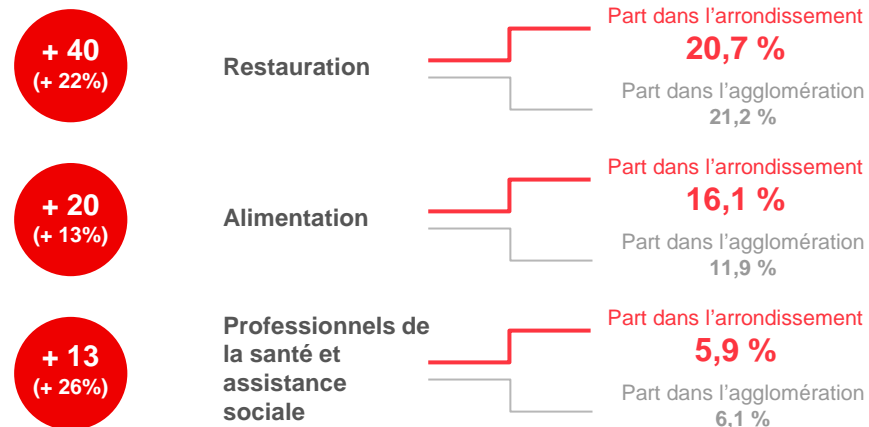 + 40
(+ 22%)
Restauration
Part dans l'arrondissement
20,7 %
Part dans l'agglomération
21,2 %
+ 20
(+ 13%)
Alimentation
Part dans l'arrondissement
16,1 %
Part dans l'agglomération
11,9 %
+ 13
(+ 26%)
Professionnels de
la santé et
assistance
sociale
Part dans l'arrondissement
5,9 %
Part dans l'agglomération
6,1 %